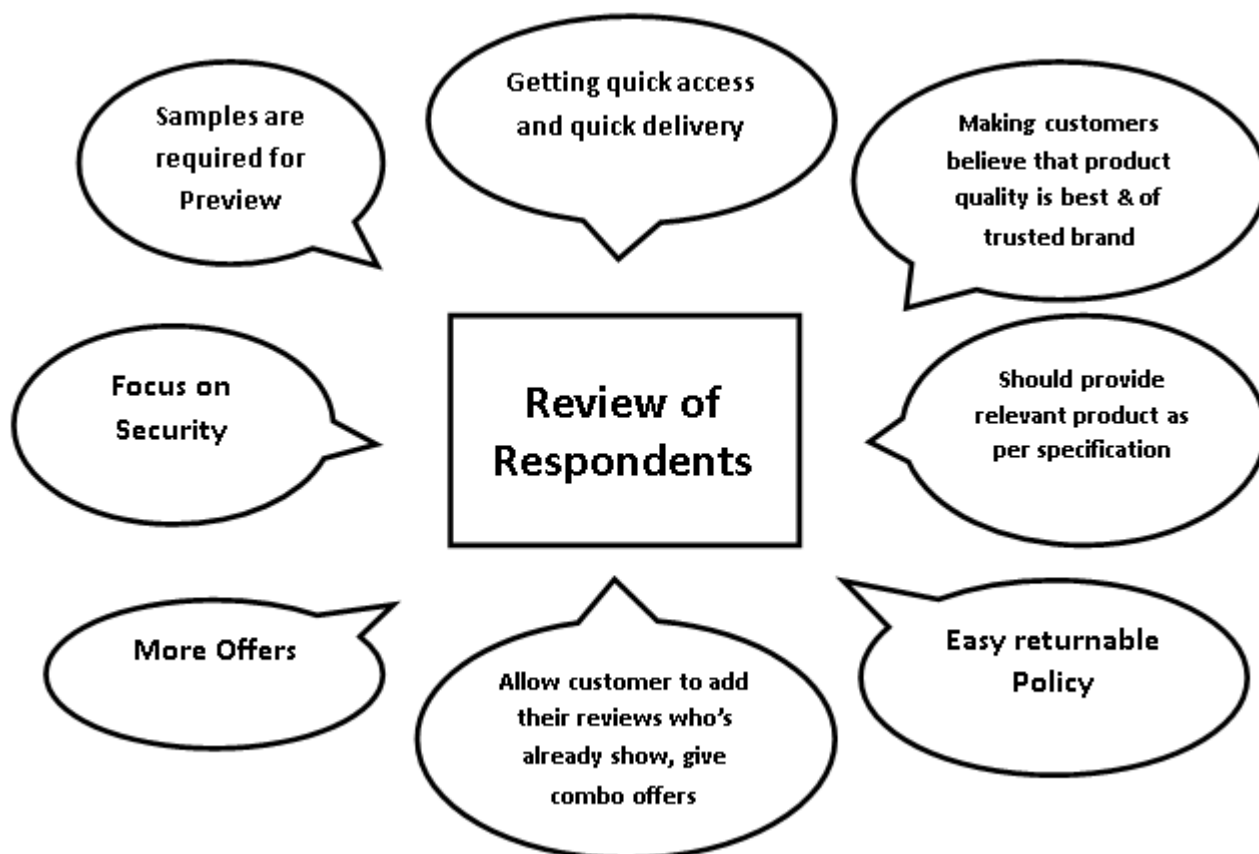 Samples are
required for
Preview
Getting quick access
and quick delivery
Making customers
believe that product
quality is best & of
trusted brand
Focus on
Security
Review of
Respondents
Should provide
relevant product as
per specification
More Offers
Allow customer to add
their reviews who's
already show, give
combo offers
Easy returnable
Policy